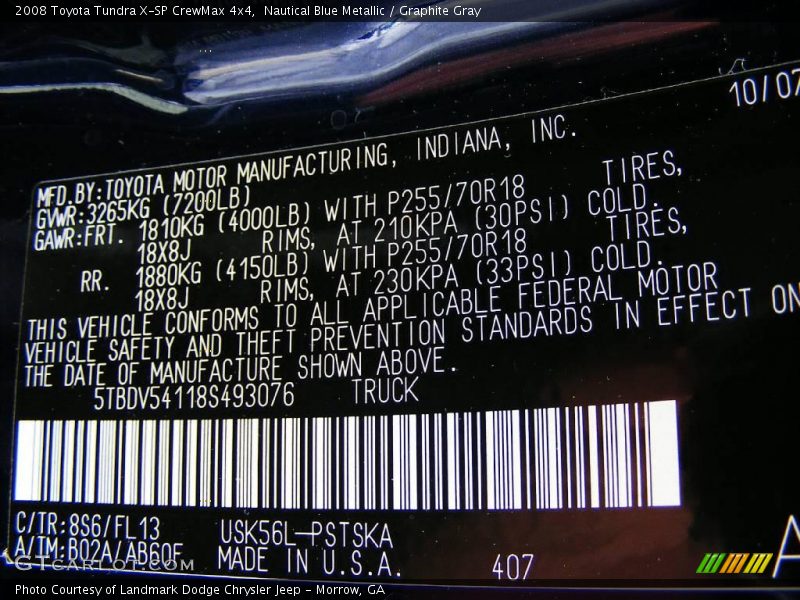 2008 Toyota Tundra X-SP CrewMax 4x4,  Nautical Blue Metallic / Graphite Gray
10/07
MFD.BY:TOYOTA MOTOR MANUFACTURING, INDIANA, INC.
GVWR:3265KG (7200LB)
GAWR:FRT. 1810KG (4000LB) WITH P255/70R18 TIRES,
18X8J RIMS, AT 210KPA (30PSI) COLD.
RR. 1880KG (4150LB) WITH P255/70R18 TIRES,
18X8J RIMS, AT 230KPA (33PSI) COLD.
THIS VEHICLE CONFORMS TO ALL APPLICABLE FEDERAL MOTOR
VEHICLE SAFETY AND THEFT PREVENTION STANDARDS IN EFFECT ON
THE DATE OF MANUFACTURE SHOWN ABOVE.
5TBDV54118S493076 TRUCK
C/TR:8S6/FL13 USK56L-PSTSKA
A/TM:B02A/AB60F MADE IN U.S.A. 407
A
GTCARLOT.COM
Photo Courtesy of Landmark Dodge Chrysler Jeep - Morrow, GA